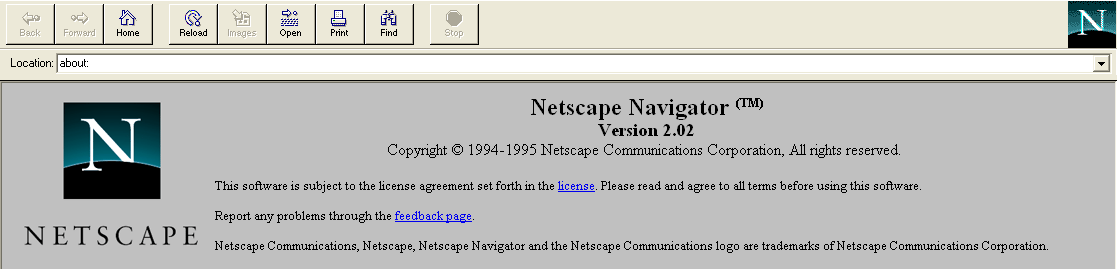 Back Forward Home Reload Images Open Print Find Stop
N
Location: about:
N
Netscape Navigator (TM)
Version 2.02
Copyright © 1994-1995 Netscape Communications Corporation, All rights reserved.
This software is subject to the license agreement set forth in the license. Please read and agree to all terms before using this software.
Report any problems through the feedback page.
NETSCAPE
Netscape Communications, Netscape, Netscape Navigator and the Netscape Communications logo are trademarks of Netscape Communications Corporation.